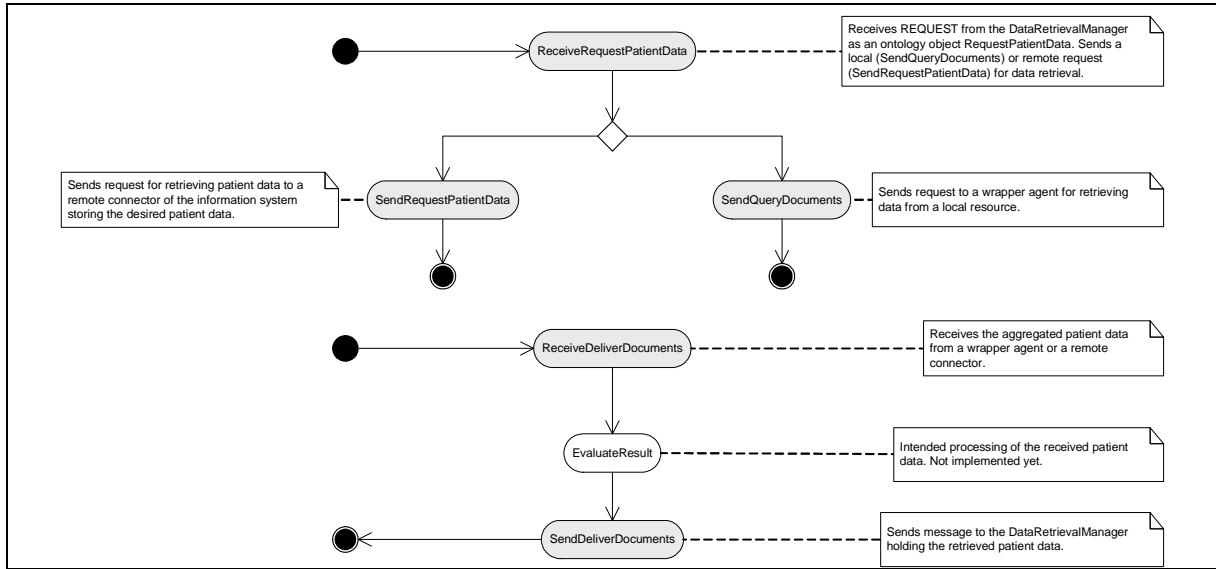 ReceiveRequestPatientData
Receives REQUEST from the DataRetrievalManager
as an ontology object RequestPatientData. Sends a
local (SendQueryDocuments) or remote request
(SendRequestPatientData) for data retrieval.
Sends request for retrieving patient data to a
remote connector of the information system
storing the desired patient data.
SendRequestPatientData
SendQueryDocuments
Sends request to a wrapper agent for retrieving
data from a local resource.
ReceiveDeliverDocuments
Receives the aggregated patient data
from a wrapper agent or a remote
connector.
EvaluateResult
Intended processing of the received patient
data. Not implemented yet.
SendDeliverDocuments
Sends message to the DataRetrievalManager
holding the retrieved patient data.